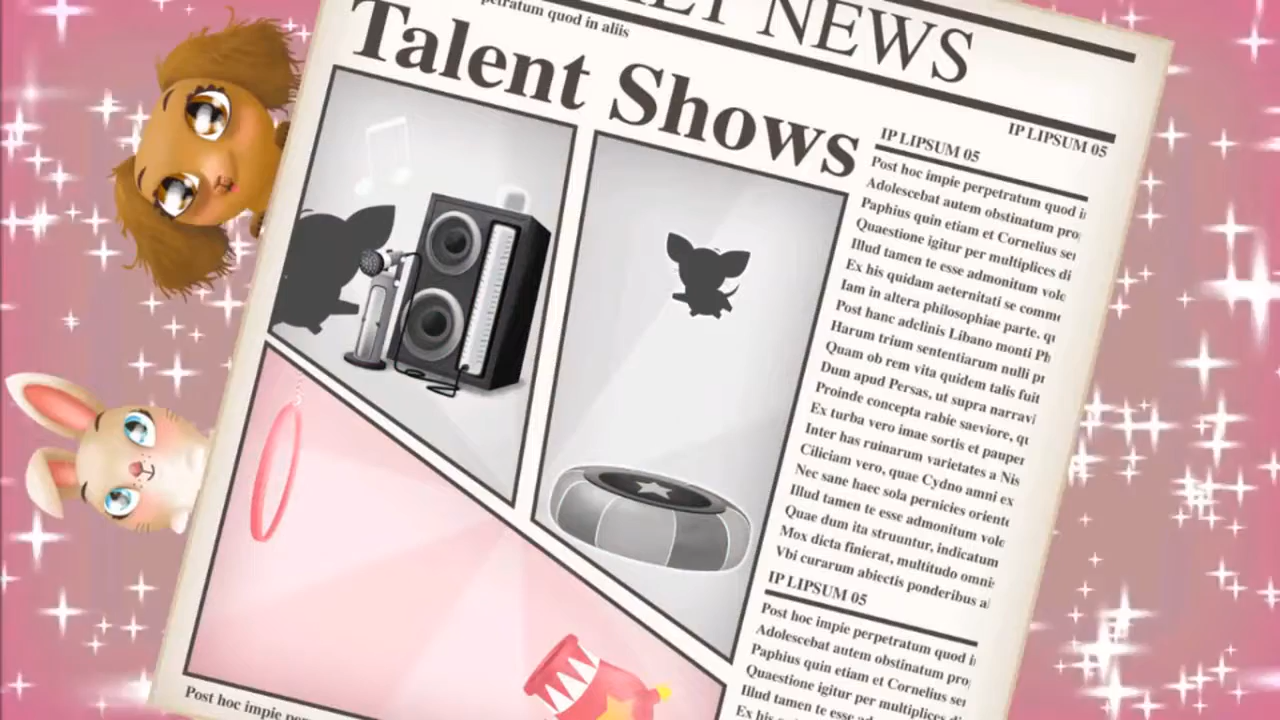 NEWS
petratum quod in aliis
Talent Shows
IP LIPSUM 05
IP LIPSUM 05
Post hoc impie perpetratum quod
Adolescebat autem obstinatum
Paphius quin etiam et Cornelius
Quaestione igitur per multiplices
Illud tamen te esse admonitum
Ex his quidam aeternitati se
Iam in altera philosophiae parte.
Post hanc adclinis Libano monti
Harum trium sententiarum nulli
Quam ob rem vita quidem talis fuit
Dum apud Persas, ut supra
Proinde concepta rabie saeviore,
Ex turba vero imae sortis et
Inter has ruinarum varietates a
Ciliciam vero, quae Cydno amni
Nec sane haec sola pernicies
Illud tamen te esse admonitum
Quae dum ita struuntur, indicatum
Mox dicta finierat, multitudo
Vbi curarum abiectis ponderibus
IP LIPSUM 05
Post hoc impie perpetratum quod
Adolescebat autem obstinatum
Paphius quin etiam et Cornelius
Quaestione igitur per multiplices
Illud tamen te esse
Ex his
Post hoc impie